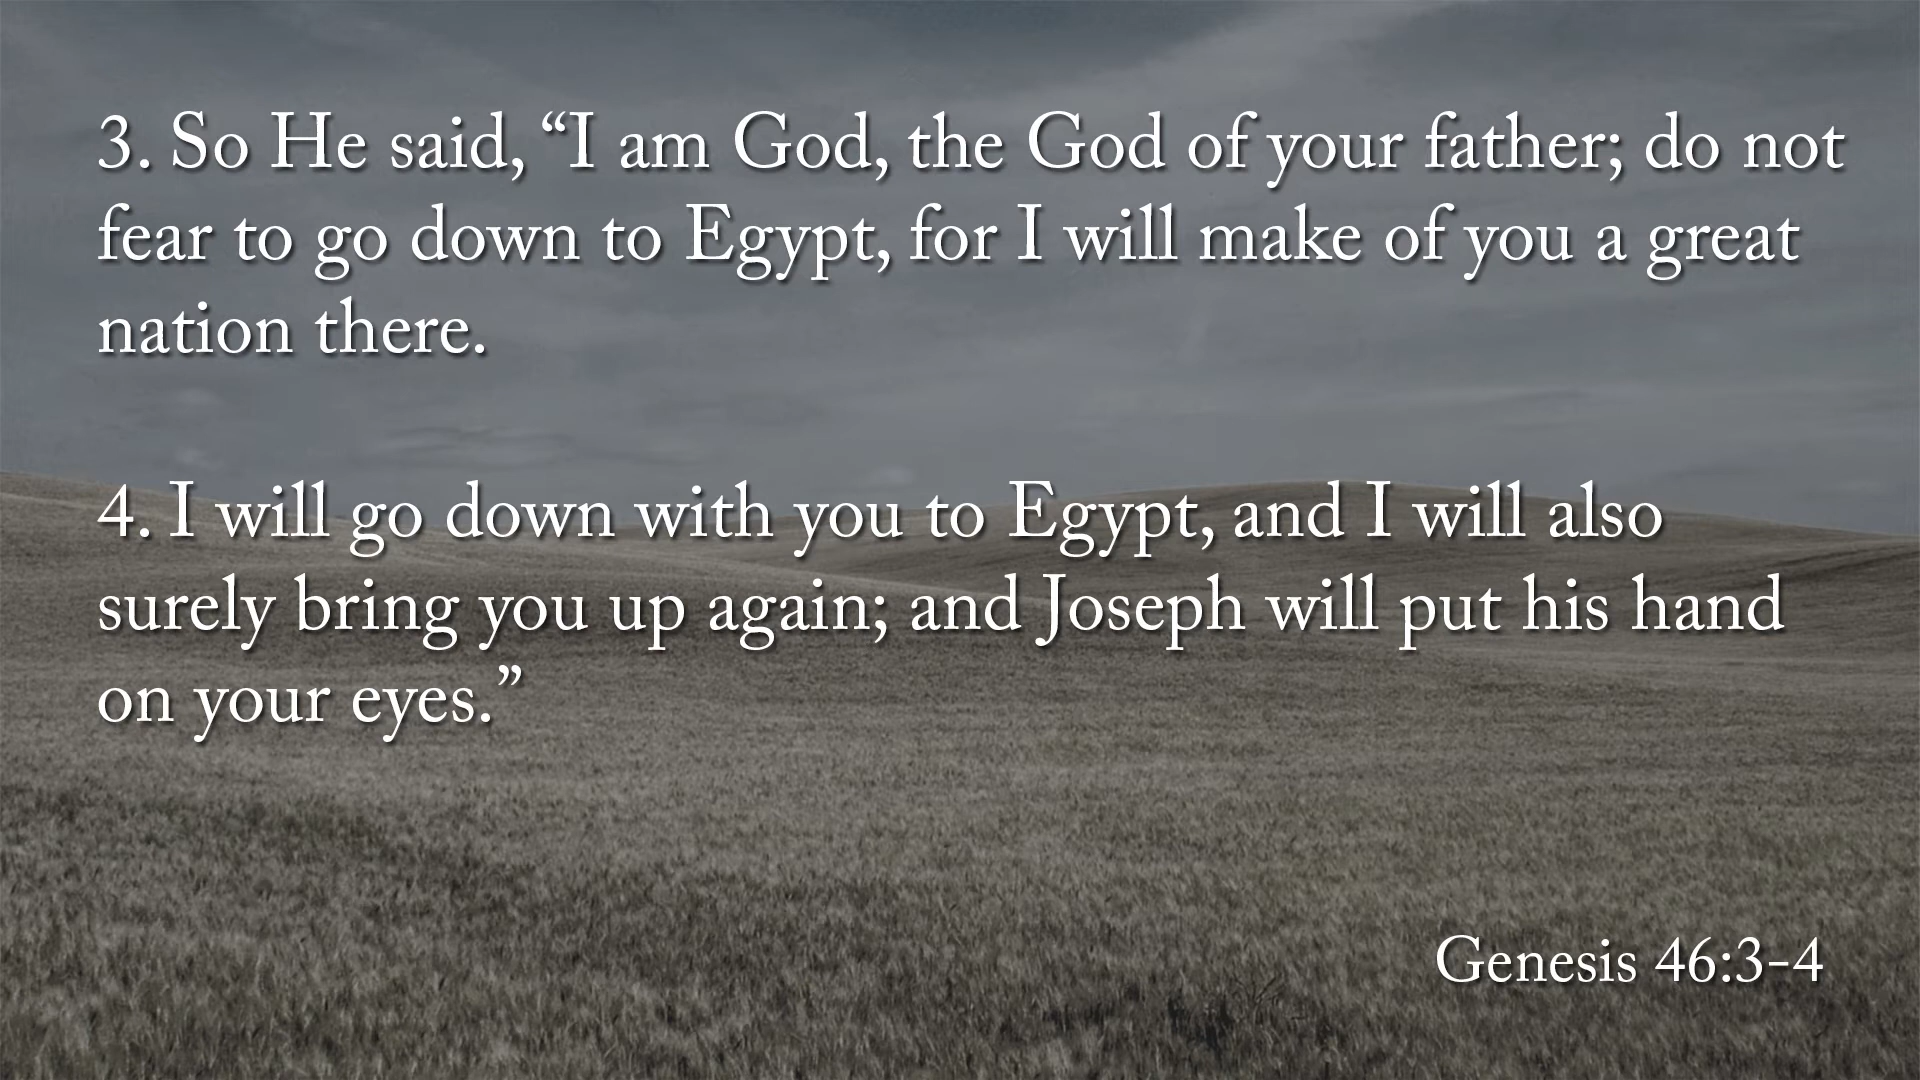 3. So He said, “I am God, the God of your father; do not
fear to go down to Egypt, for I will make of you a great
nation there.
4. I will go down with you to Egypt, and I will also
surely bring you up again; and Joseph will put his hand
on your eyes.”
Genesis 46:3-4